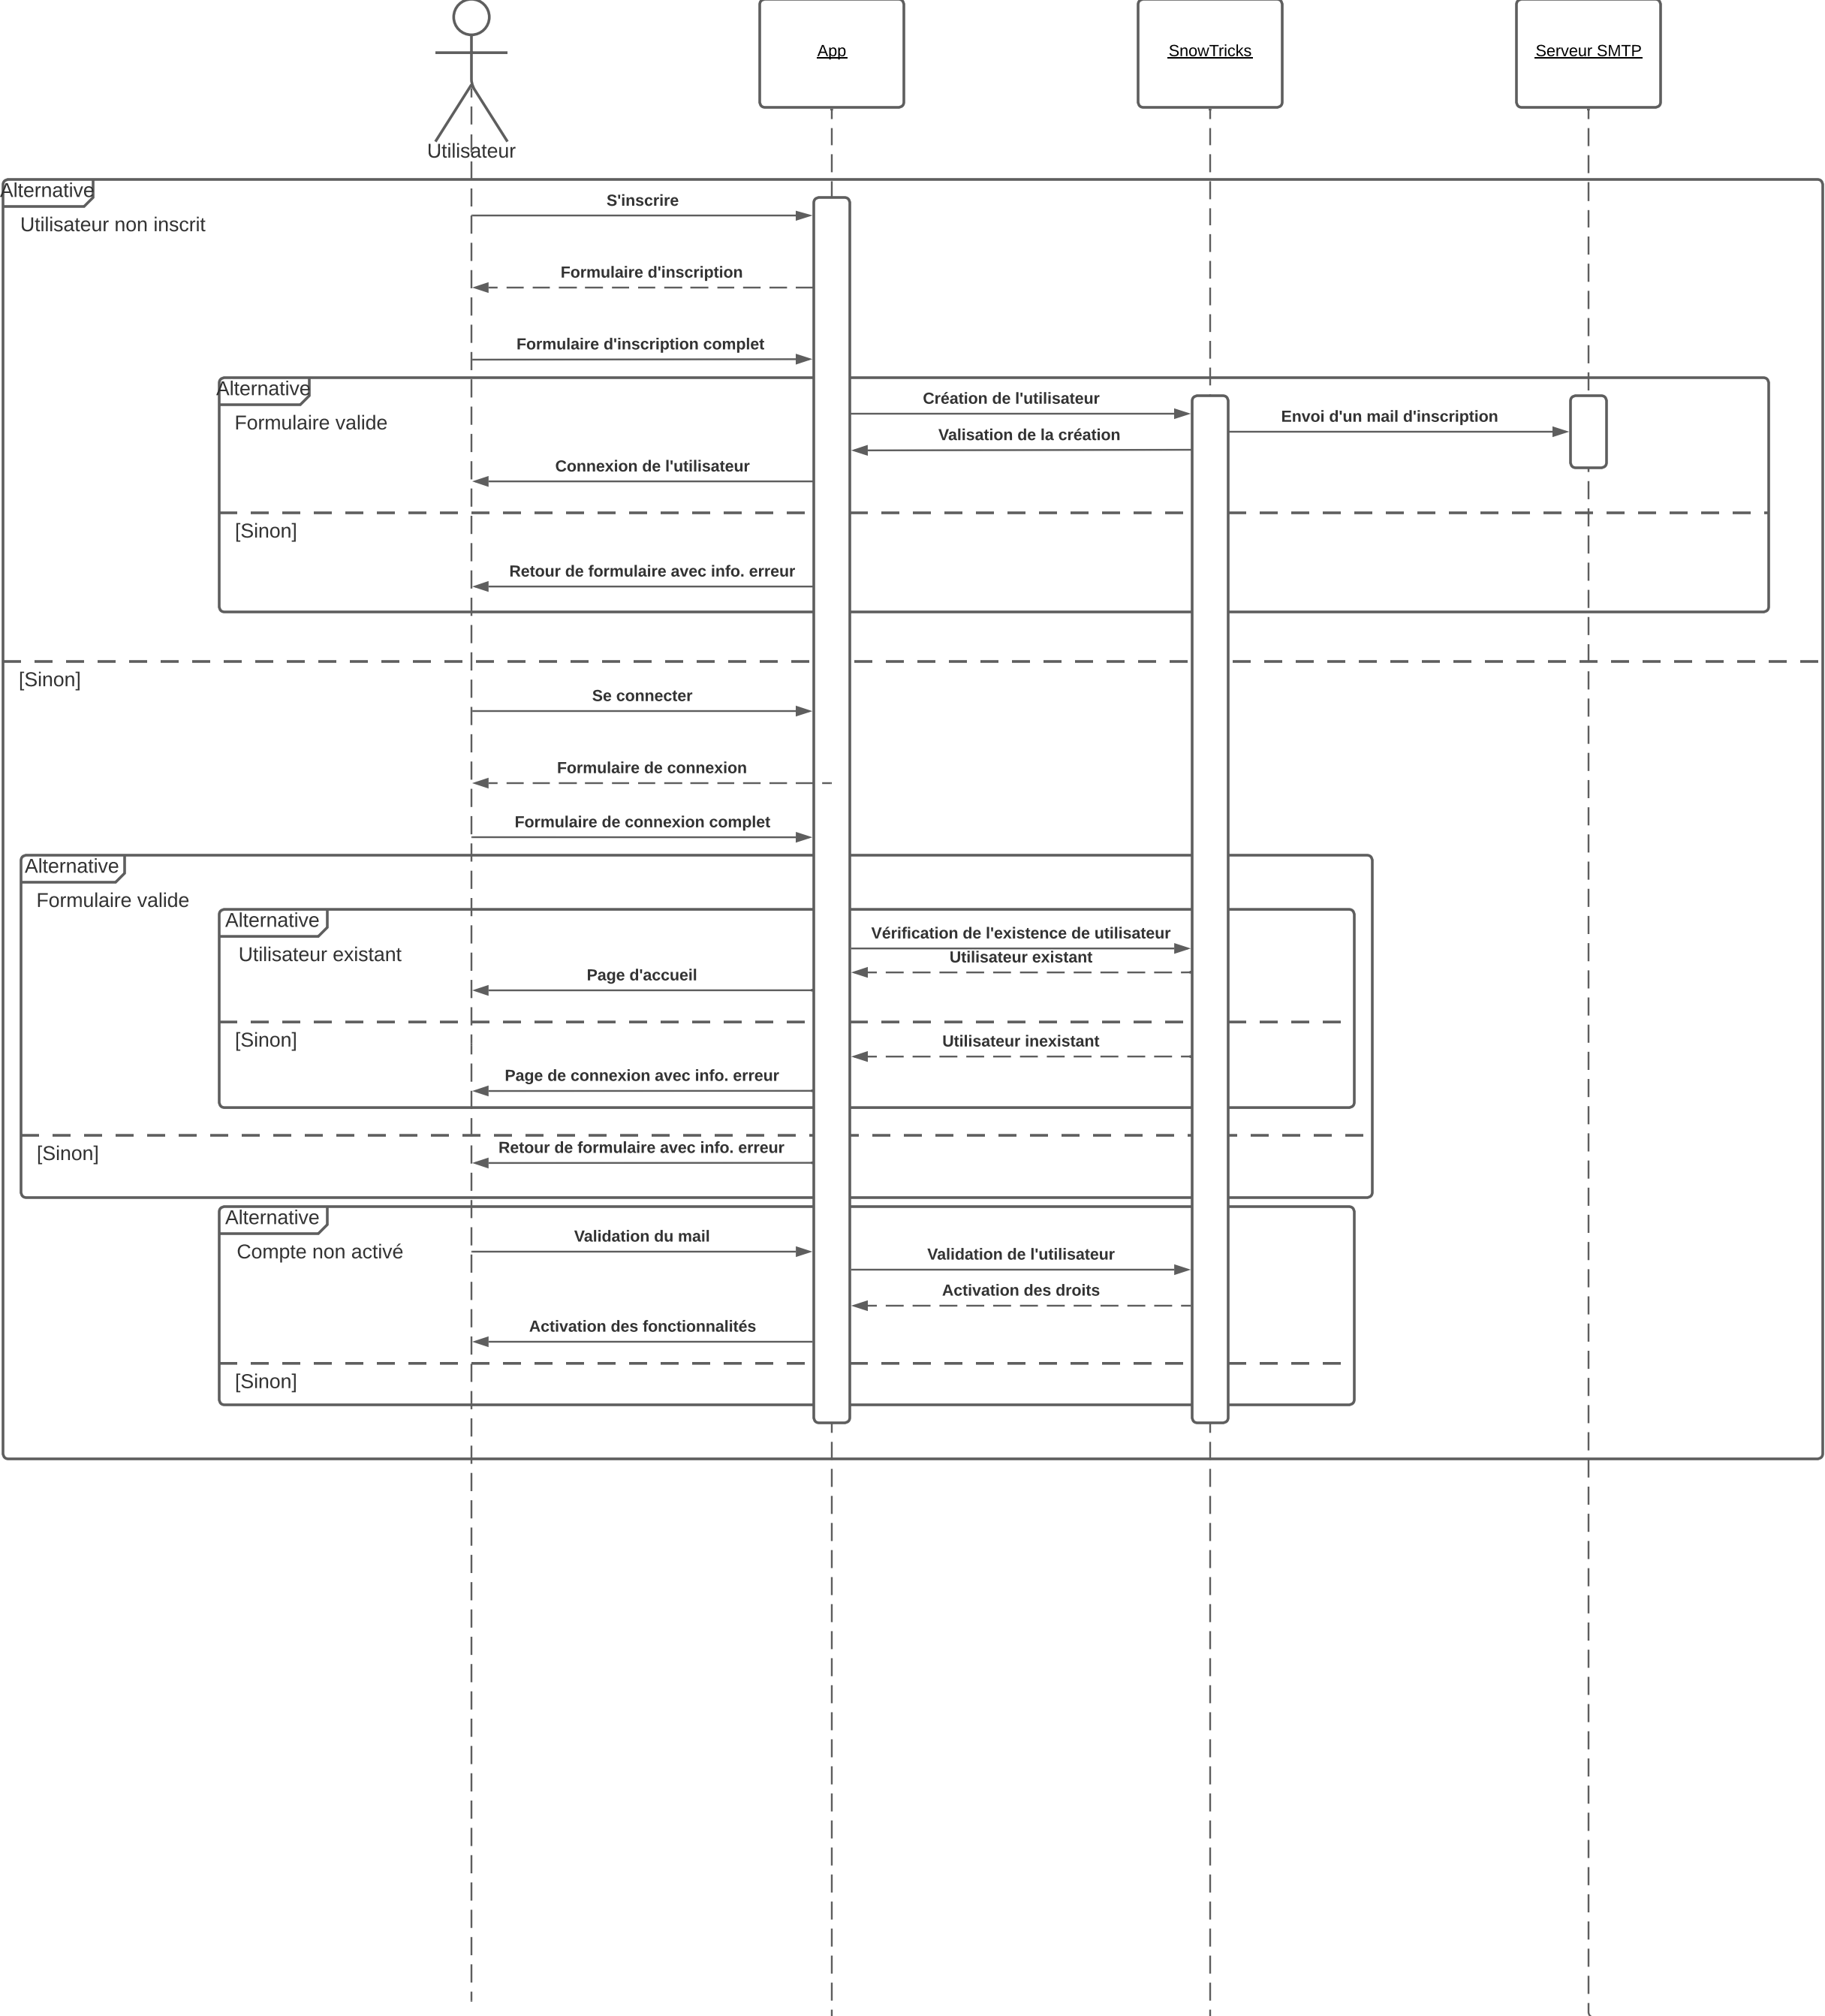 App
SnowTricks
Serveur SMTP
Utilisateur
Alternative
S'inscrire
Utilisateur non inscrit
Formulaire d'inscription
Formulaire d'inscription complet
Alternative
Création de l'utilisateur
Envoi d'un mail d'inscription
Formulaire valide
Valisation de la création
Connexion de l'utilisateur
[Sinon]
Retour de formulaire avec info. erreur
[Sinon]
Se connecter
Formulaire de connexion
Formulaire de connexion complet
Alternative
Formulaire valide
Alternative
Vérification de l'existence de utilisateur
Utilisateur existant
Utilisateur existant
Page d'accueil
[Sinon]
Utilisateur inexistant
Page de connexion avec info. erreur
Retour de formulaire avec info. erreur
[Sinon]
Alternative
Validation du mail
Compte non activé
Validation de l'utilisateur
Activation des droits
Activation des fonctionnalités
[Sinon]